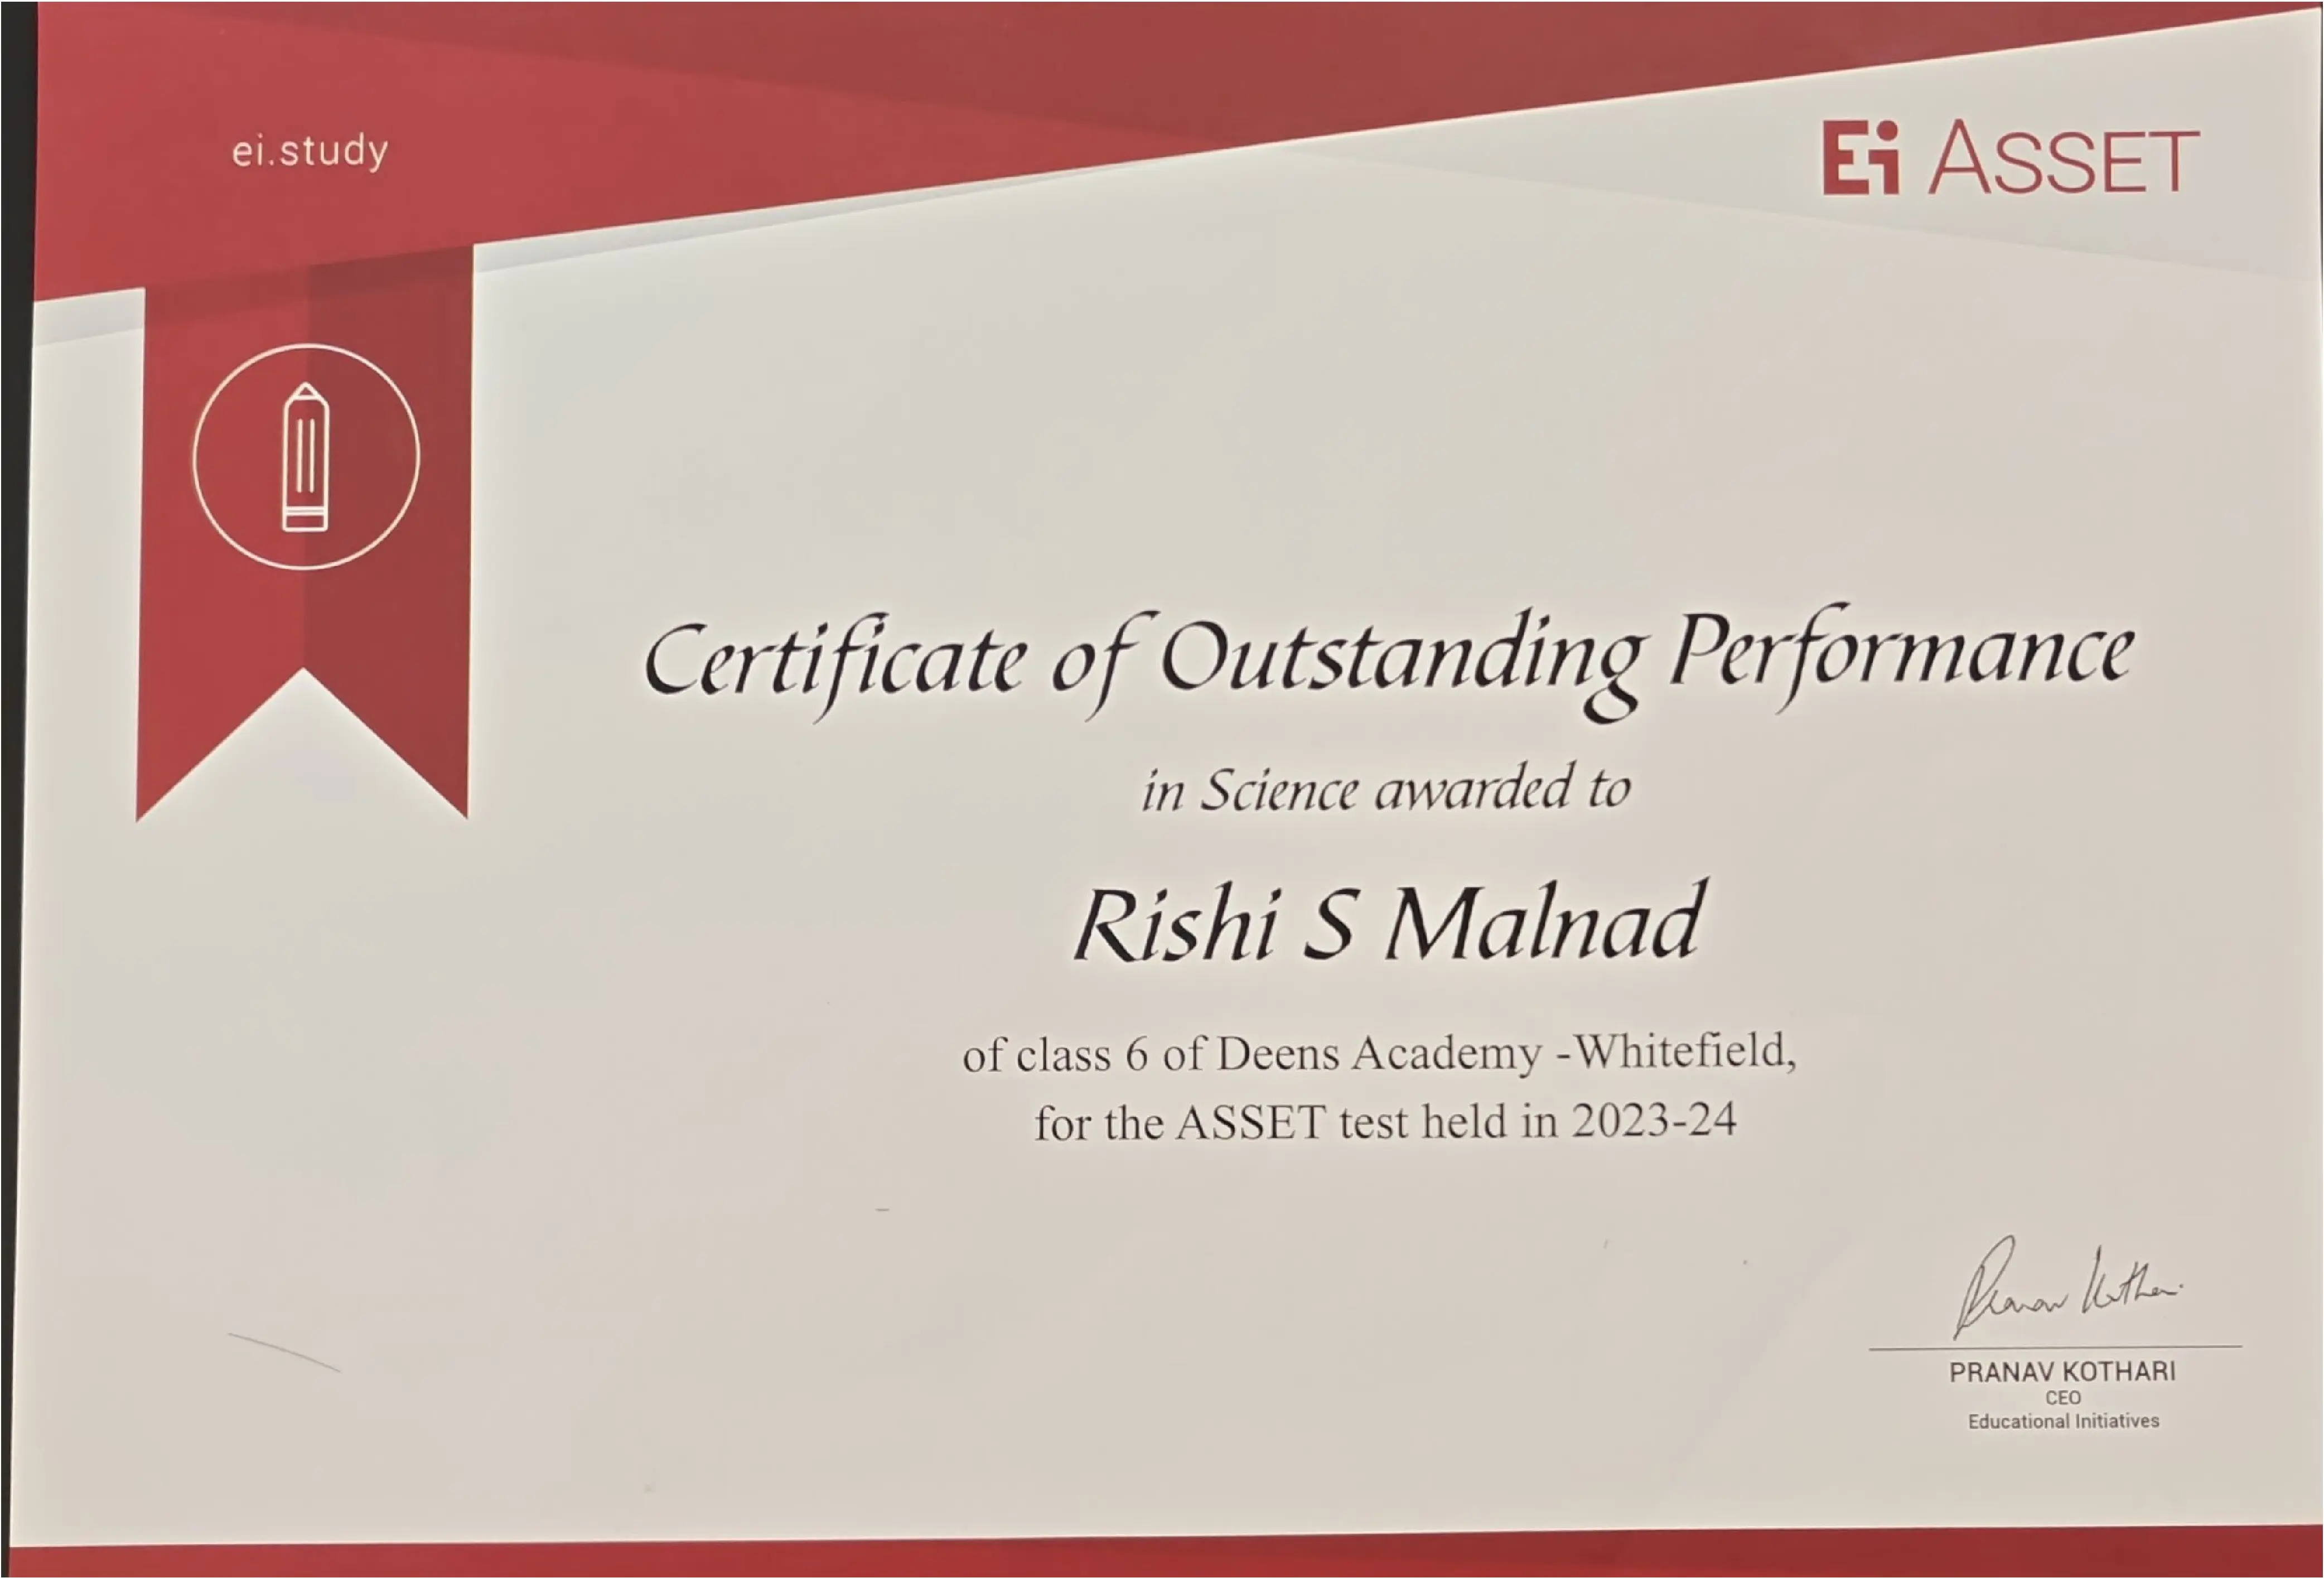 ei.study
Ei ASSET
Certificate of Outstanding Performance
in Science awarded to
Rishi S Malnad
of class 6 of Deens Academy -Whitefield,
for the ASSET test held in 2023-24
Pranav Kothari
PRANAV KOTHARI
CEO
Educational Initiatives